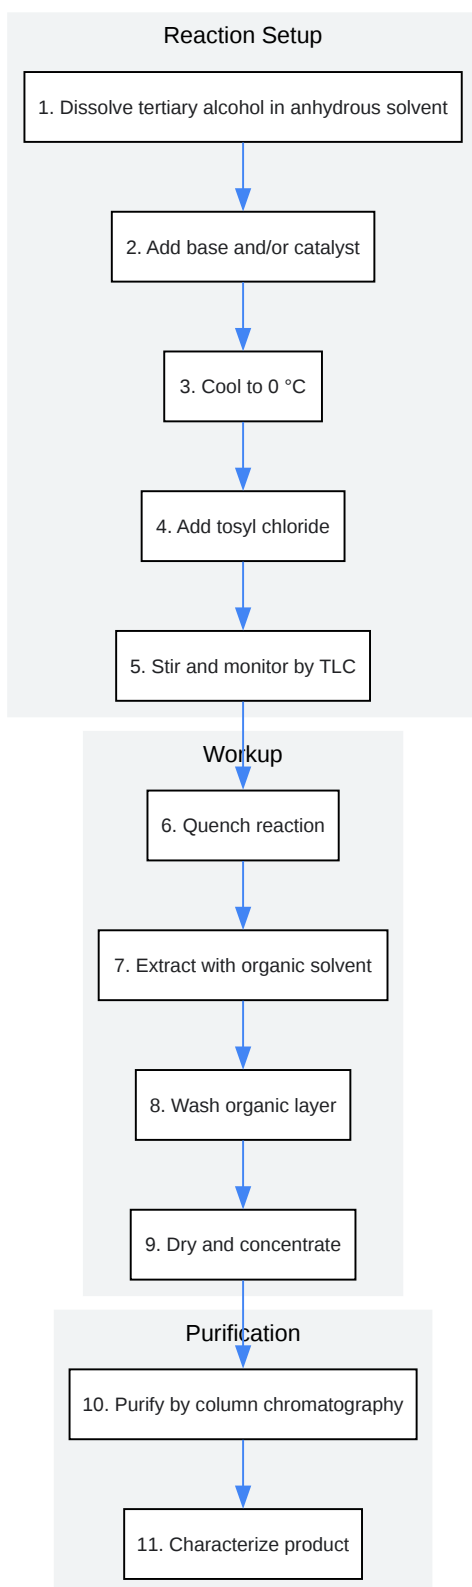 Reaction Setup
1. Dissolve tertiary alcohol in anhydrous solvent
2. Add base and/or catalyst
3. Cool to 0 °C
4. Add tosyl chloride
5. Stir and monitor by TLC
Workup
6. Quench reaction
7. Extract with organic solvent
8. Wash organic layer
9. Dry and concentrate
Purification
10. Purify by column chromatography
11. Characterize product